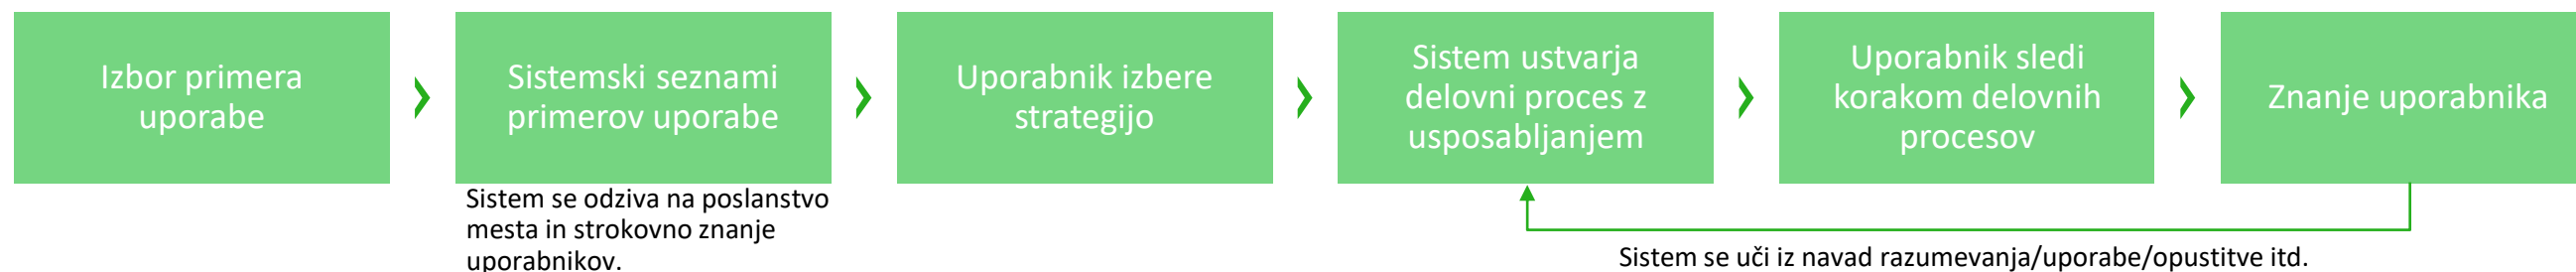 Izbor primera
uporabe
Sistemski seznami
primerov uporabe
Uporabnik izbere
strategijo
Sistem ustvarja
delovni proces z
usposabljanjem
Uporabnik sledi
korakom delovnih
procesov
Znanje uporabnika
Sistem se odziva na poslanstvo
mesta in strokovno znanje
uporabnikov.
Sistem se uči iz navad razumevanja/uporabe/opustitve itd.